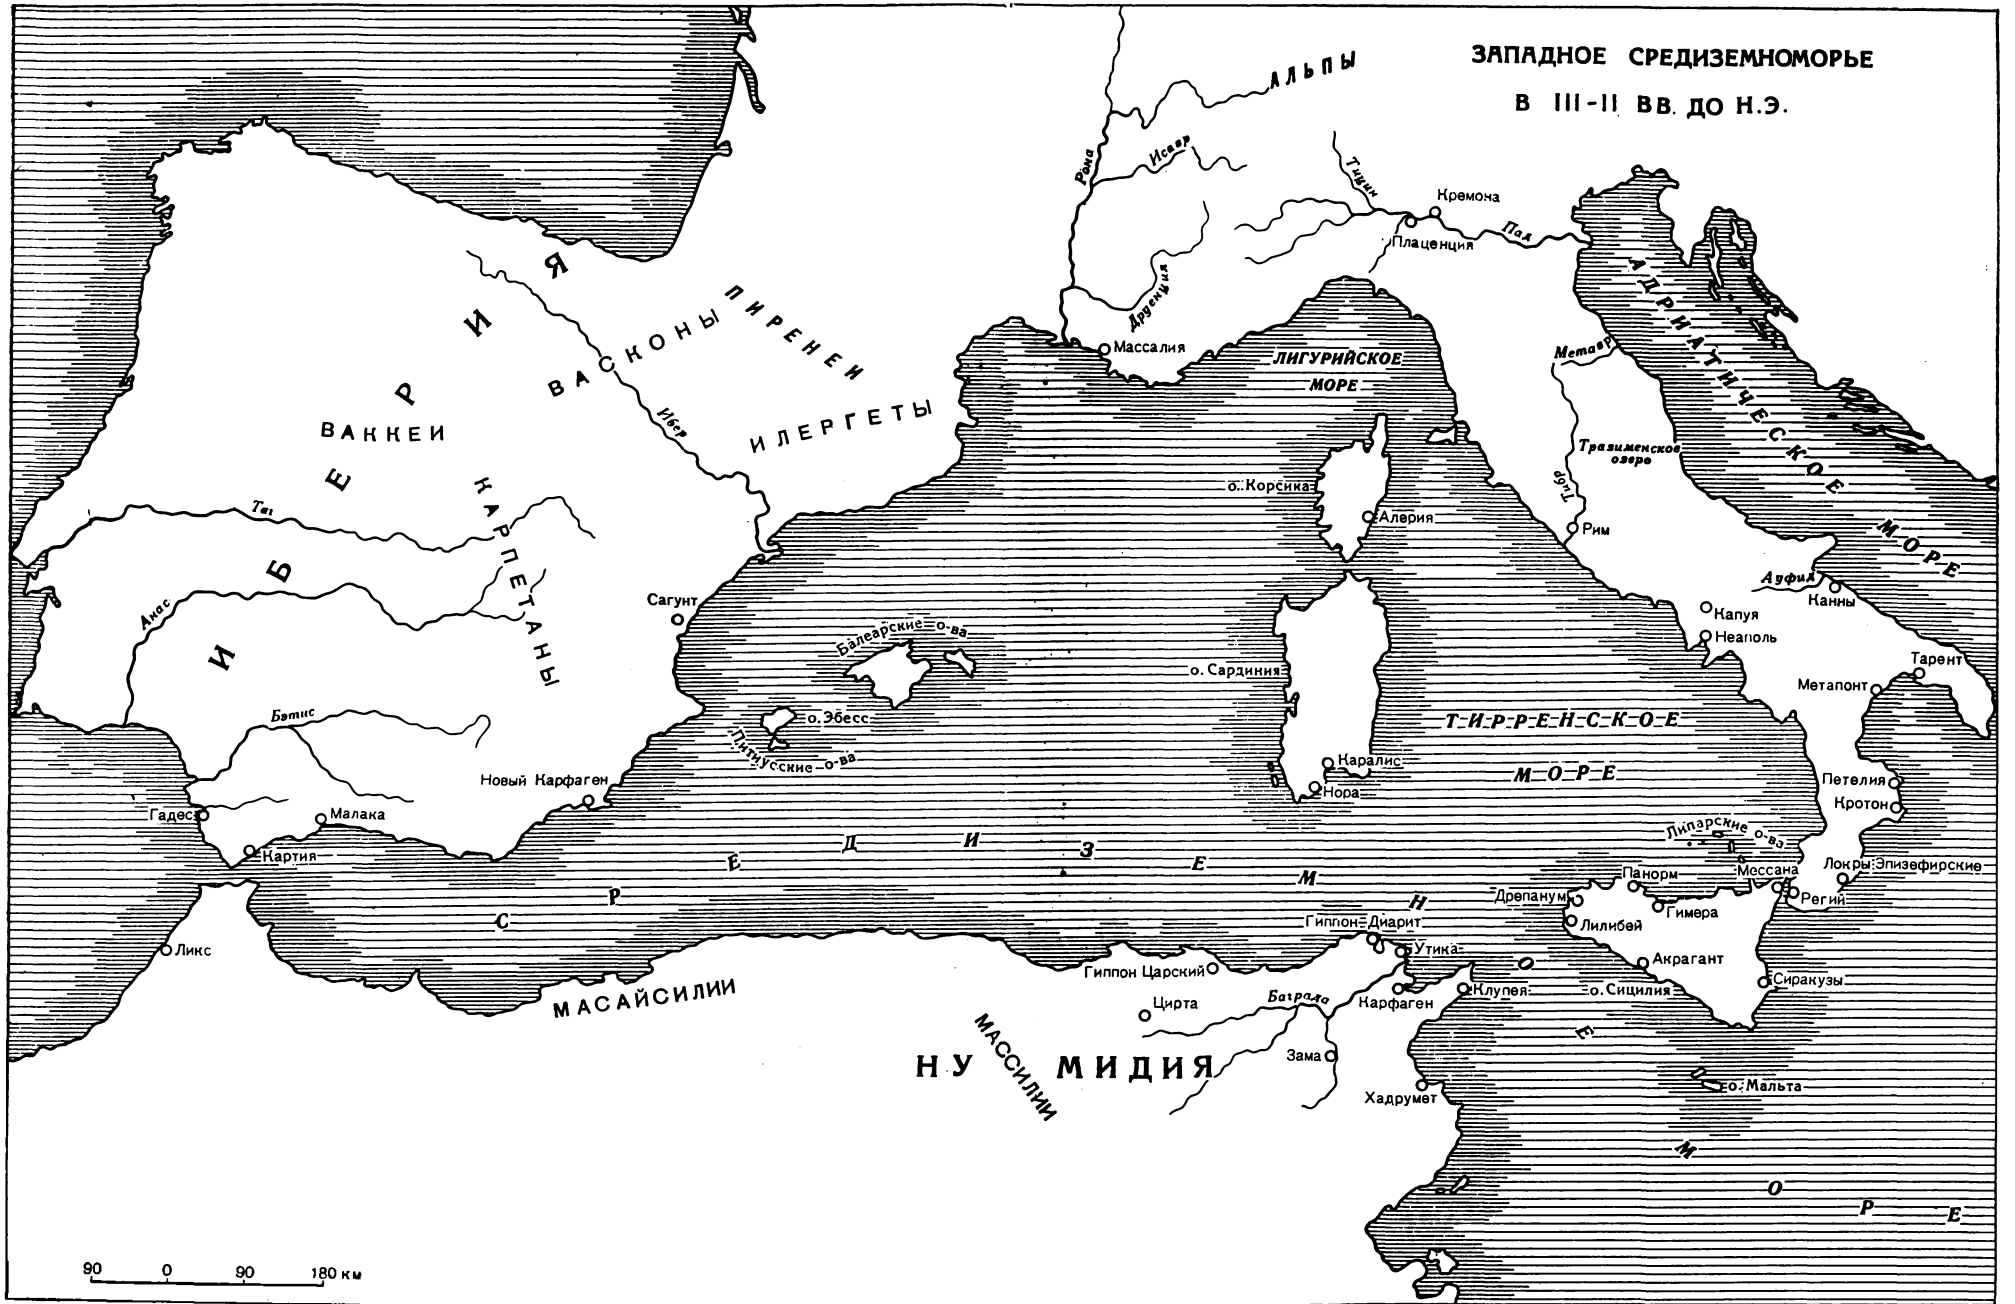 ЗАПАДНОЕ СРЕДИЗЕМНОМОРЬЕ
В III-II ВВ. ДО Н.Э.
АЛЬПЫ
Рона
Исавр
Тицин
Кремона
Плаценция
Пад
Друенция
Массалия
ЛИГУРИЙСКОЕ
МОРЕ
АДРИАТИЧЕСКОЕ МОРЕ
Метавр
Тразименское
озеро
Тибр
Рим
Ауфид
Канны
Капуя
Неаполь
Тарент
Метапонт
Петелия
Кротон
Локры Эпизефирские
Регий
ИБЕРИЯ
ПИРЕНЕИ
ВАСКОНЫ
ИЛЕРГЕТЫ
Ибер
ВАККЕИ
КАРПЕТАНЫ
Таг
Анас
Бэтис
Сагунт
Новый Карфаген
Гадес
Малака
Картия
Балеарские о-ва
о. Эбесс
Питиусские о-ва
о. Корсика
Алерия
о. Сардиния
Каралис
Нора
ТИРРЕНСКОЕ
МОРЕ
Липарские о-ва
Мессана
Панорм
Дрепанум
Гимера
Лилибей
Акрагант
о. Сицилия
Сиракузы
о. Мальта
СРЕДИЗЕМНОЕ МОРЕ
Ликс
МАСАЙСИЛИИ
МАССИЛИИ
НУМИДИЯ
Гиппон-Диарит
Утика
Гиппон Царский
Цирта
Баграда
Карфаген
Клупея
Зама
Хадрумет
90 0 90 180 км